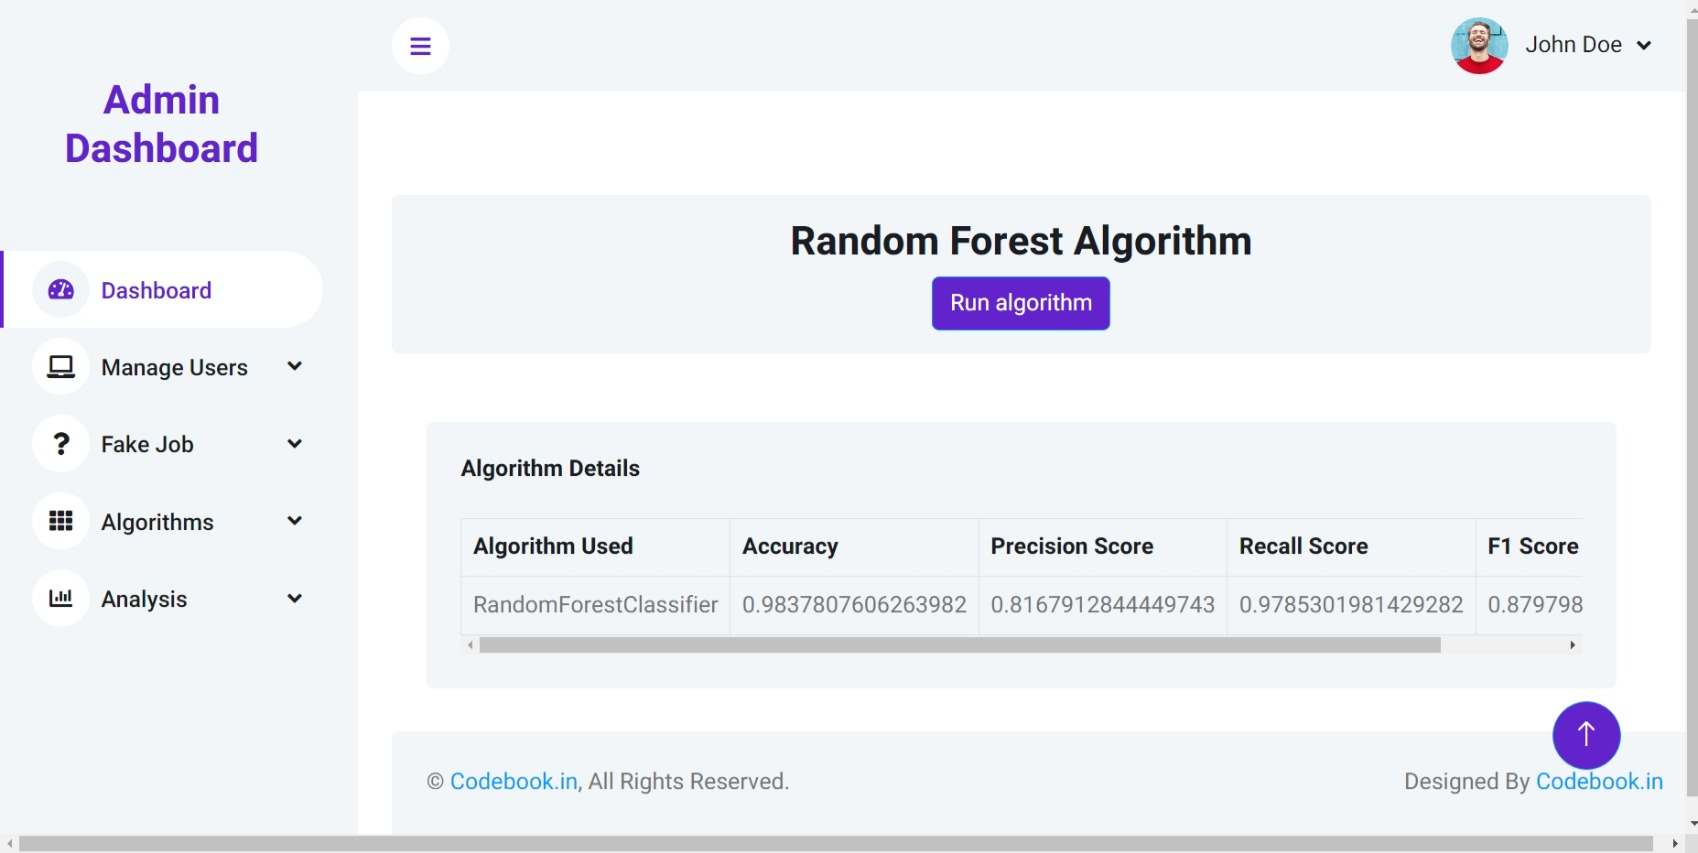 John Doe
Admin
Dashboard
Dashboard
Manage Users
Fake Job
Algorithms
Analysis
Random Forest Algorithm
Run algorithm
Algorithm Details
Algorithm Used Accuracy Precision Score Recall Score F1 Score
RandomForestClassifier 0.9837807606263982 0.8167912844449743 0.9785301981429282 0.879798
© Codebook.in, All Rights Reserved.
Designed By Codebook.in